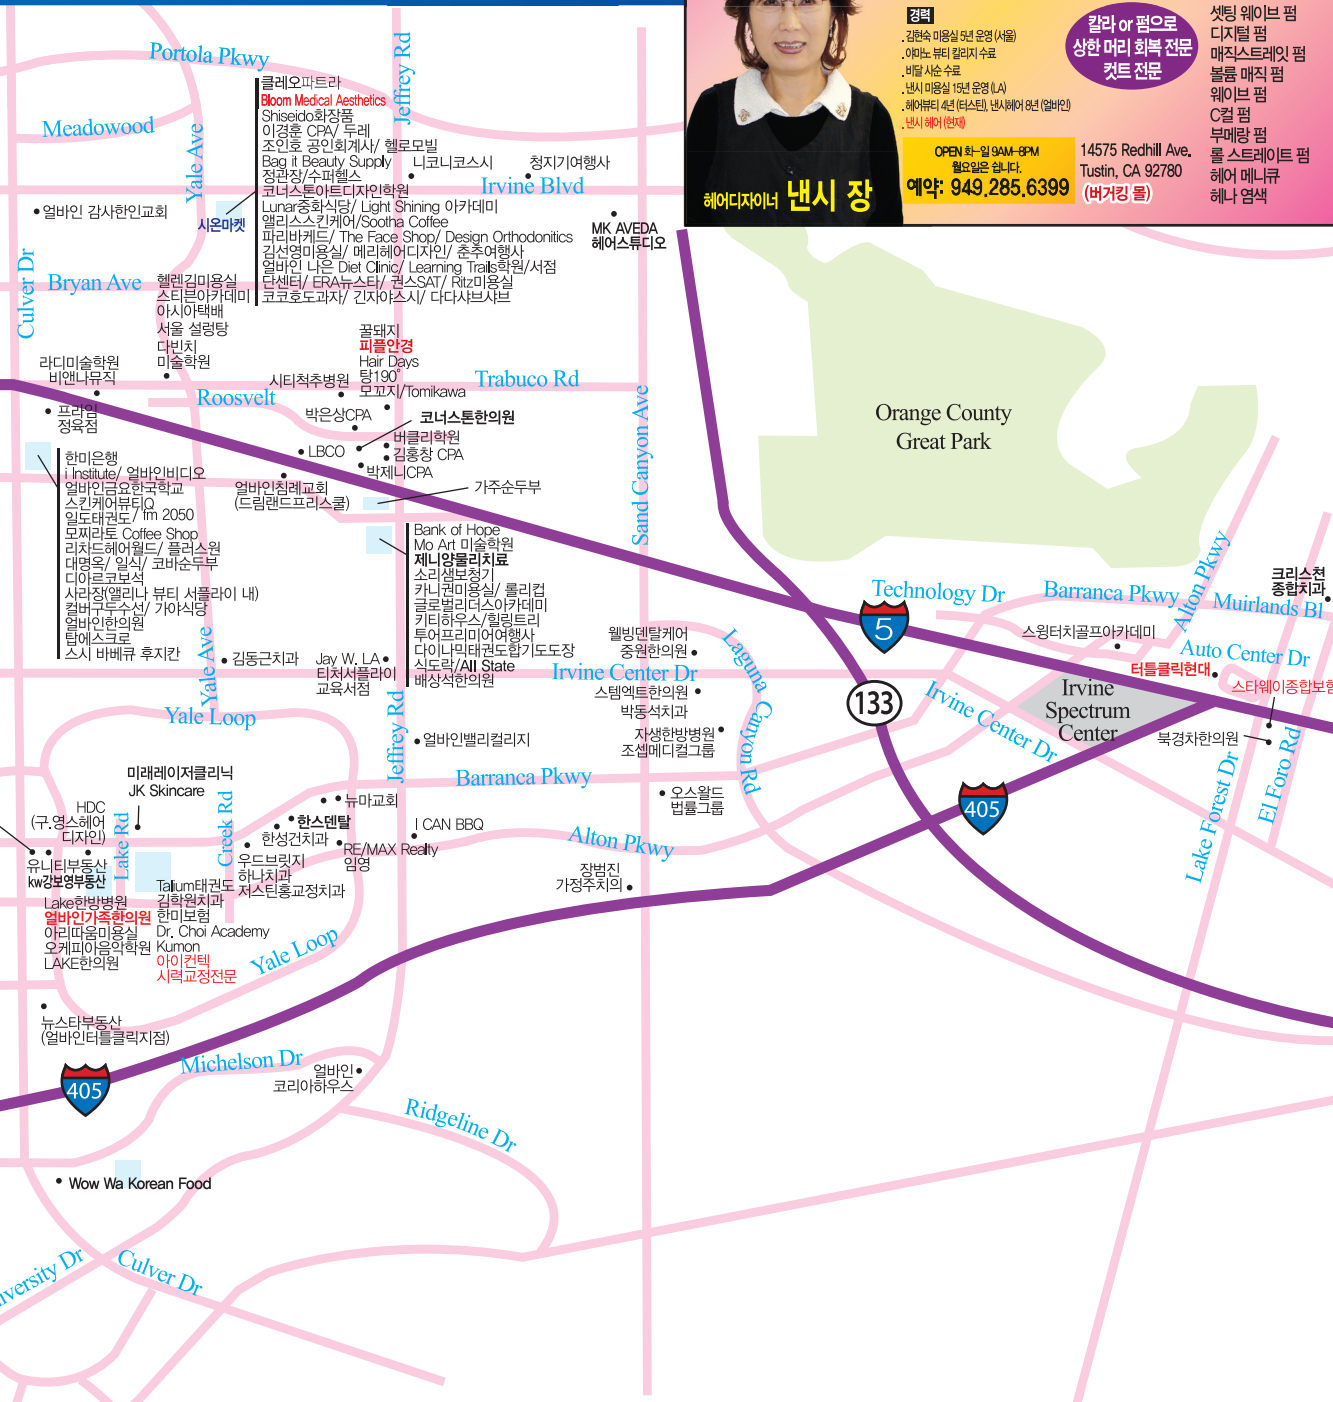 경력
. 김현숙 미용실 5년 운영 (서울)
. 야마노 뷰티 칼리지 수료
. 비달 사순 수료
. 낸시 미용실 15년 운영 (LA)
. 헤어뷰티 4년 (터스틴), 낸시헤어 8년 (얼바인)
. 낸시 헤어 (현재)
칼라 or 펌으로
상한 머리 회복 전문
컷트 전문
셋팅 웨이브 펌
디지털 펌
매직스트레잇 펌
볼륨 매직 펌
웨이브 펌
C컬 펌
부메랑 펌
롤 스트레이트 펌
헤어 메니큐
헤나 염색
OPEN 화-일 9AM-8PM
월요일은 쉽니다.
예약: 949.285.6399
14575 Redhill Ave.
Tustin, CA 92780
(버거킹 몰)
헤어디자이너 낸시 장
Portola Pkwy
Jeffrey Rd
Meadowood
Yale Ave
클레오파트라
Bloom Medical Aesthetics
Shiseido화장품
이경훈 CPA/ 두레
조인호 공인회계사/ 헬로모빌
Bag it Beauty Supply
정관장/수퍼헬스
코너스톤아트디자인학원
Lunar중화식당/ Light Shining 아카데미
앨리스스킨케어/Sootha Coffee
파리바케드/ The Face Shop/ Design Orthodonitics
김선영미용실/ 메리헤어디자인/ 춘추여행사
얼바인 나은 Diet Clinic/ Learning Trails학원/서점
단센터/ ERA뉴스타/ 권스SAT/ Ritz미용실
코코호도과자/ 긴자야스시/ 다다샤브샤브
니코니코스시
청지기여행사
Irvine Blvd
얼바인 감사한인교회
시온마켓
MK AVEDA
헤어스튜디오
Culver Dr
Bryan Ave
헬렌김미용실
스티븐아카데미
아시아택배
서울 설렁탕
다빈치
미술학원
꿀돼지
피플안경
Hair Days
탕190°
모꼬지/Tomikawa
라디미술학원
비앤나뮤직
시티척추병원
Trabuco Rd
Roosvelt
프라임
정육점
박은상CPA
코너스톤한의원
버클리학원
김홍창 CPA
LBCO
박제니CPA
Sand Canyon Ave
Orange County
Great Park
얼바인침례교회
(드림랜드프리스쿨)
가주순두부
한미은행
i Institute/ 얼바인비디오
얼바인금요한국학교
스킨케어뷰티Q
일도태권도/ fm 2050
모찌라토 Coffee Shop
리차드헤어월드/ 플러스원
대명옥/ 일식/ 코바순두부
디아르코보석
사라장(앨리나 뷰티 서플라이 내)
컬버구두수선/ 가야식당
얼바인한의원
탑에스크로
스시 바베큐 후지칸
Bank of Hope
Mo Art 미술학원
제니양물리치료
소리샘보청기
카니권미용실/ 롤리컵
글로벌리더스아카데미
키티하우스/힐링트리
투어프리미어여행사
다이나믹태권도합기도도장
식도락/All State
배상석한의원
Yale Ave
김동근치과
Jay W. LA
티처서플라이
교육서점
웰빙덴탈케어
중원한의원
Irvine Center Dr
스템엑트한의원
박동석치과
자생한방병원
조셉메디컬그룹
Laguna Canyon Rd
Technology Dr
5
133
Barranca Pkwy
Alton Pkwy
Muirlands Bl
크리스천
종합치과
스윙터치골프아카데미
Auto Center Dr
터틀클릭현대
스타웨이종합보험
Irvine Center Dr
Irvine
Spectrum
Center
북경차한의원
Lake Forest Dr
El Foro Rd
405
Yale Loop
Jeffrey Rd
얼바인밸리컬리지
Barranca Pkwy
미래레이저클리닉
JK Skincare
HDC
(구.영스헤어
디자인)
Lake Rd
Creek Rd
뉴마교회
한스덴탈
한성건치과
RE/MAX Realty
임영
I CAN BBQ
Alton Pkwy
오스왈드
법률그룹
장범진
가정주치의
유니티부동산
kw강보영부동산
우드브릿지
하나치과
저스틴홍교정치과
Lake한방병원
얼바인가족한의원
아리따움미용실
오케피아음악학원
LAKE한의원
Talium태권도
김학원치과
한미보험
Dr. Choi Academy
Kumon
아이컨텍
시력교정전문
Yale Loop
뉴스타부동산
(얼바인터틀클릭지점)
405
Michelson Dr
얼바인
코리아하우스
Ridgeline Dr
Wow Wa Korean Food
iversity Dr
Culver Dr